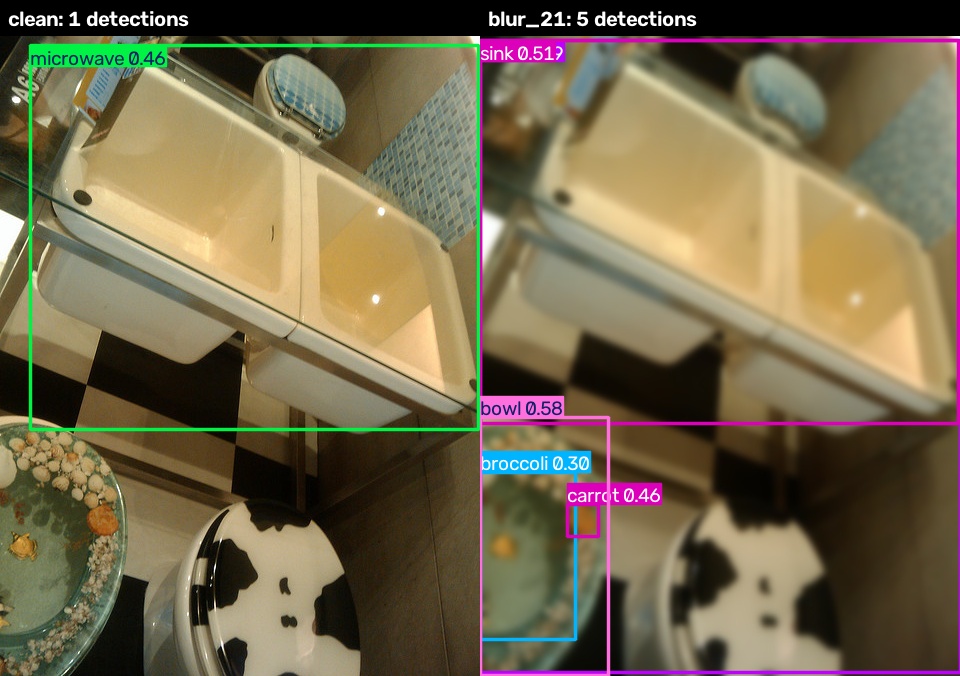 clean: 1 detections
blur_21: 5 detections
microwave 0.46
sink 0.51
bowl 0.58
broccoli 0.30
carrot 0.46